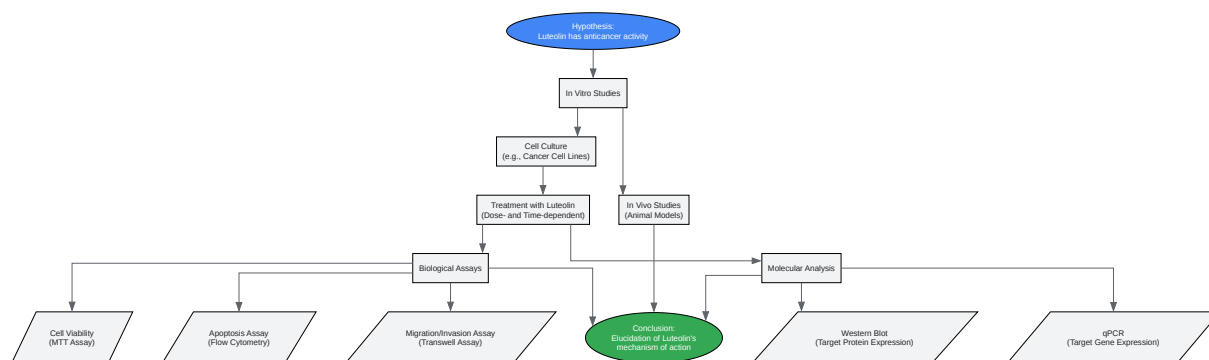 Hypothesis:
Luteolin has anticancer activity
In Vitro Studies
Cell Culture
(e.g., Cancer Cell Lines)
Treatment with Luteolin
(Dose- and Time-dependent)
In Vivo Studies
(Animal Models)
Biological Assays
Molecular Analysis
Cell Viability
(MTT Assay)
Apoptosis Assay
(Flow Cytometry)
Migration/Invasion Assay
(Transwell Assay)
Conclusion:
Elucidation of Luteolin's
mechanism of action
Western Blot
(Target Protein Expression)
qPCR
(Target Gene Expression)